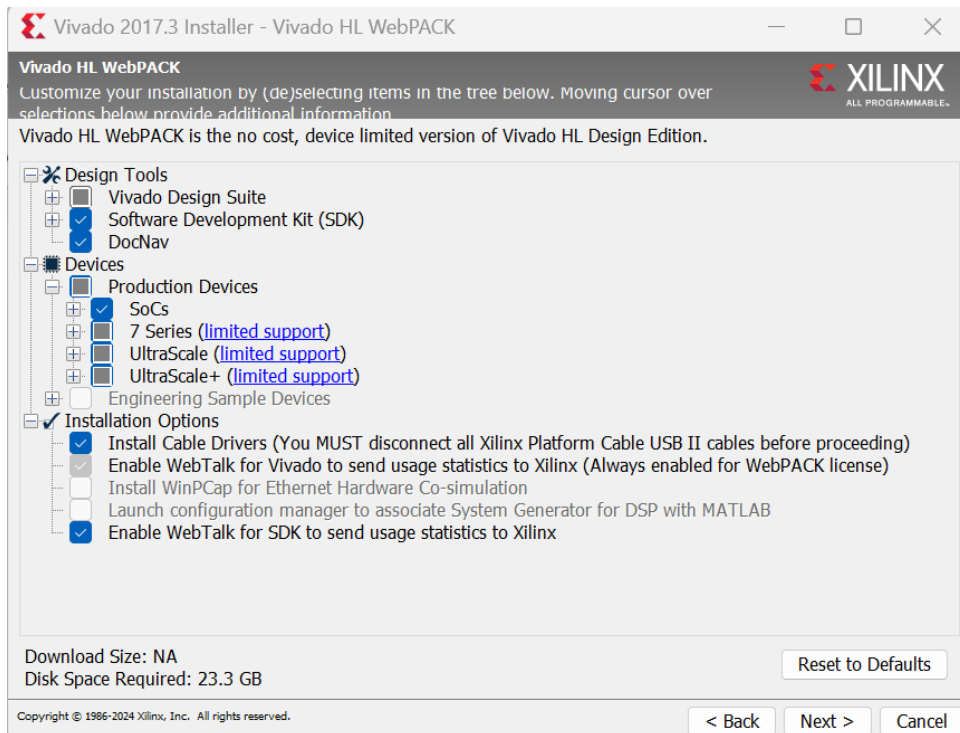 Vivado 2017.3 Installer - Vivado HL WebPACK
Vivado HL WebPACK
Customize your installation by (de)selecting items in the tree below. Moving cursor over
selections below provide additional information
XILINX
ALL PROGRAMMABLE.
Vivado HL WebPACK is the no cost, device limited version of Vivado HL Design Edition.
Design Tools
Vivado Design Suite
Software Development Kit (SDK)
DocNav
Devices
Production Devices
SoCs
7 Series (limited support)
UltraScale (limited support)
UltraScale+ (limited support)
Engineering Sample Devices
Installation Options
Install Cable Drivers (You MUST disconnect all Xilinx Platform Cable USB II cables before proceeding)
Enable WebTalk for Vivado to send usage statistics to Xilinx (Always enabled for WebPACK license)
Install WinPCap for Ethernet Hardware Co-simulation
Launch configuration manager to associate System Generator for DSP with MATLAB
Enable WebTalk for SDK to send usage statistics to Xilinx
Download Size: NA
Disk Space Required: 23.3 GB
Reset to Defaults
Copyright © 1986-2024 Xilinx, Inc. All rights reserved.
< Back Next > Cancel